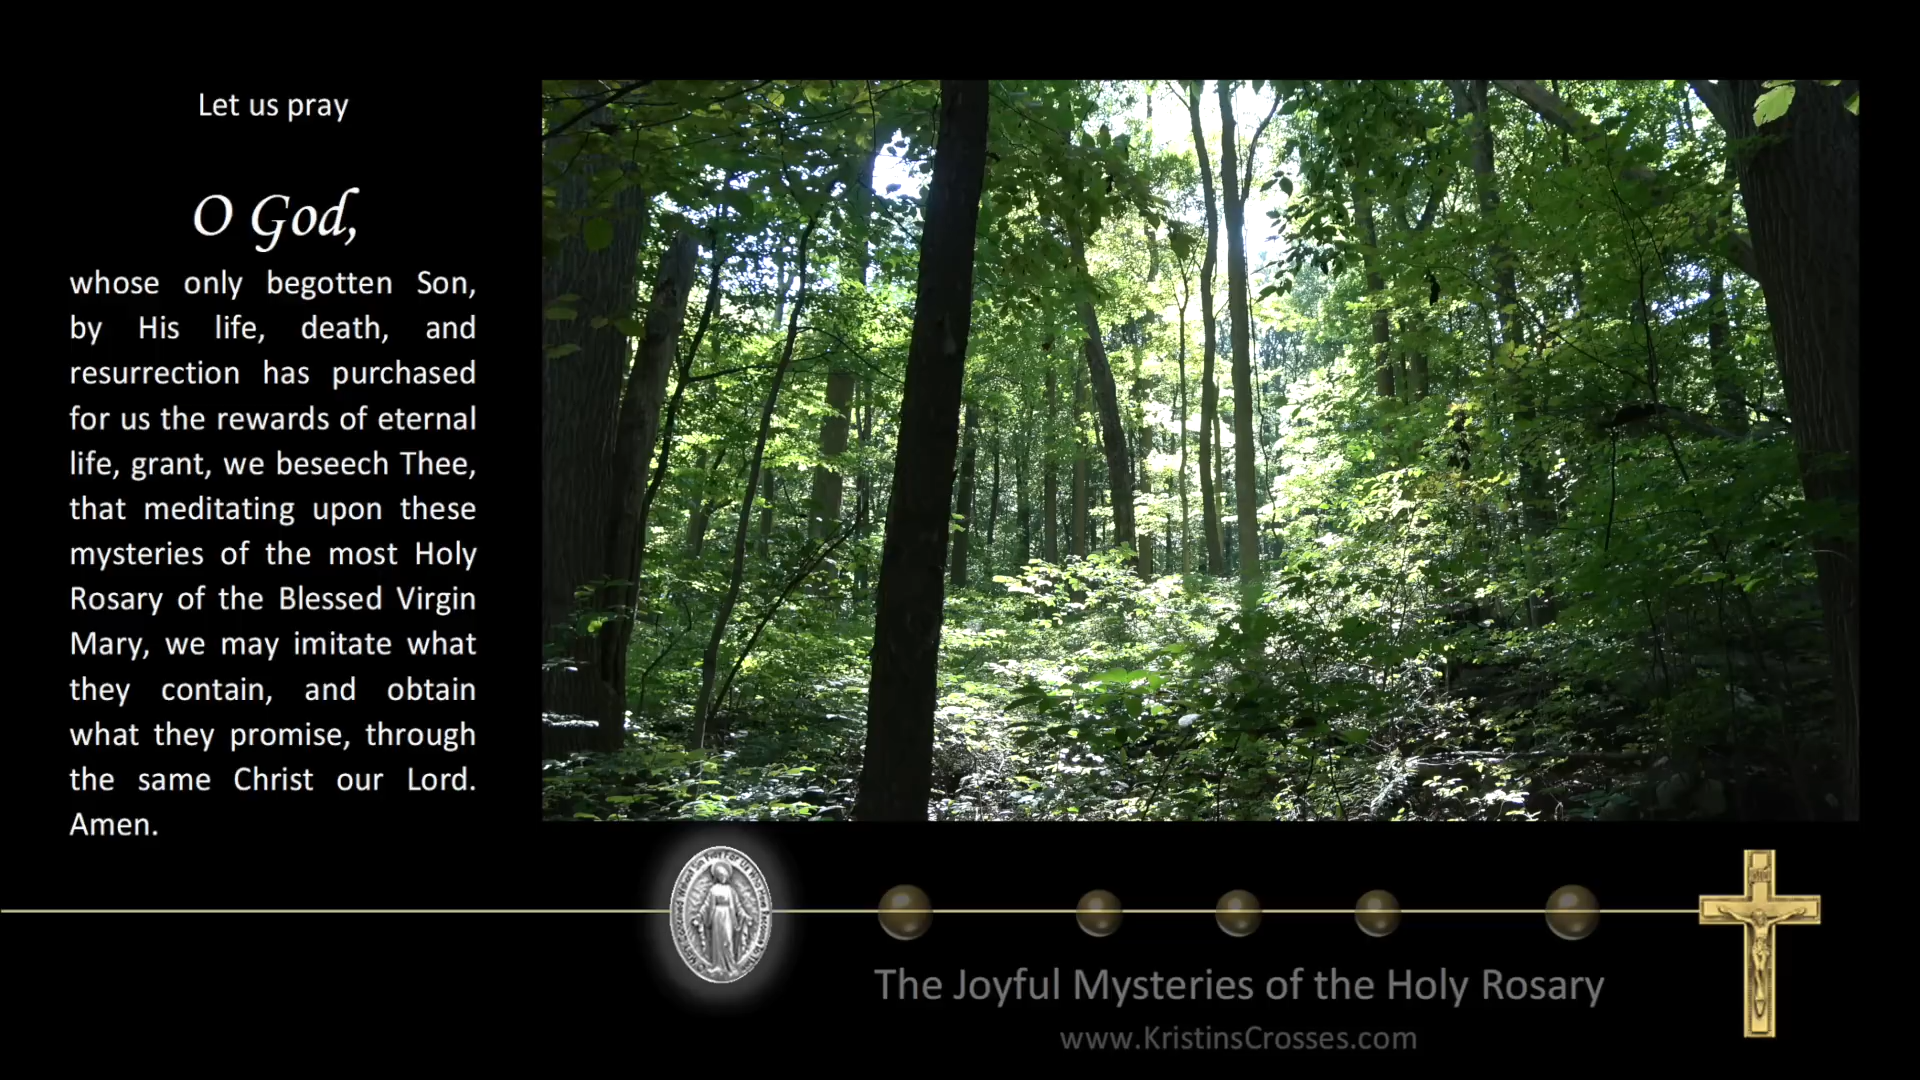 Let us pray
O God,
whose only begotten Son,
by His life, death, and
resurrection has purchased
for us the rewards of eternal
life, grant, we beseech Thee,
that meditating upon these
mysteries of the most Holy
Rosary of the Blessed Virgin
Mary, we may imitate what
they contain, and obtain
what they promise, through
the same Christ our Lord.
Amen.
The Joyful Mysteries of the Holy Rosary
www.KristinsCrosses.com